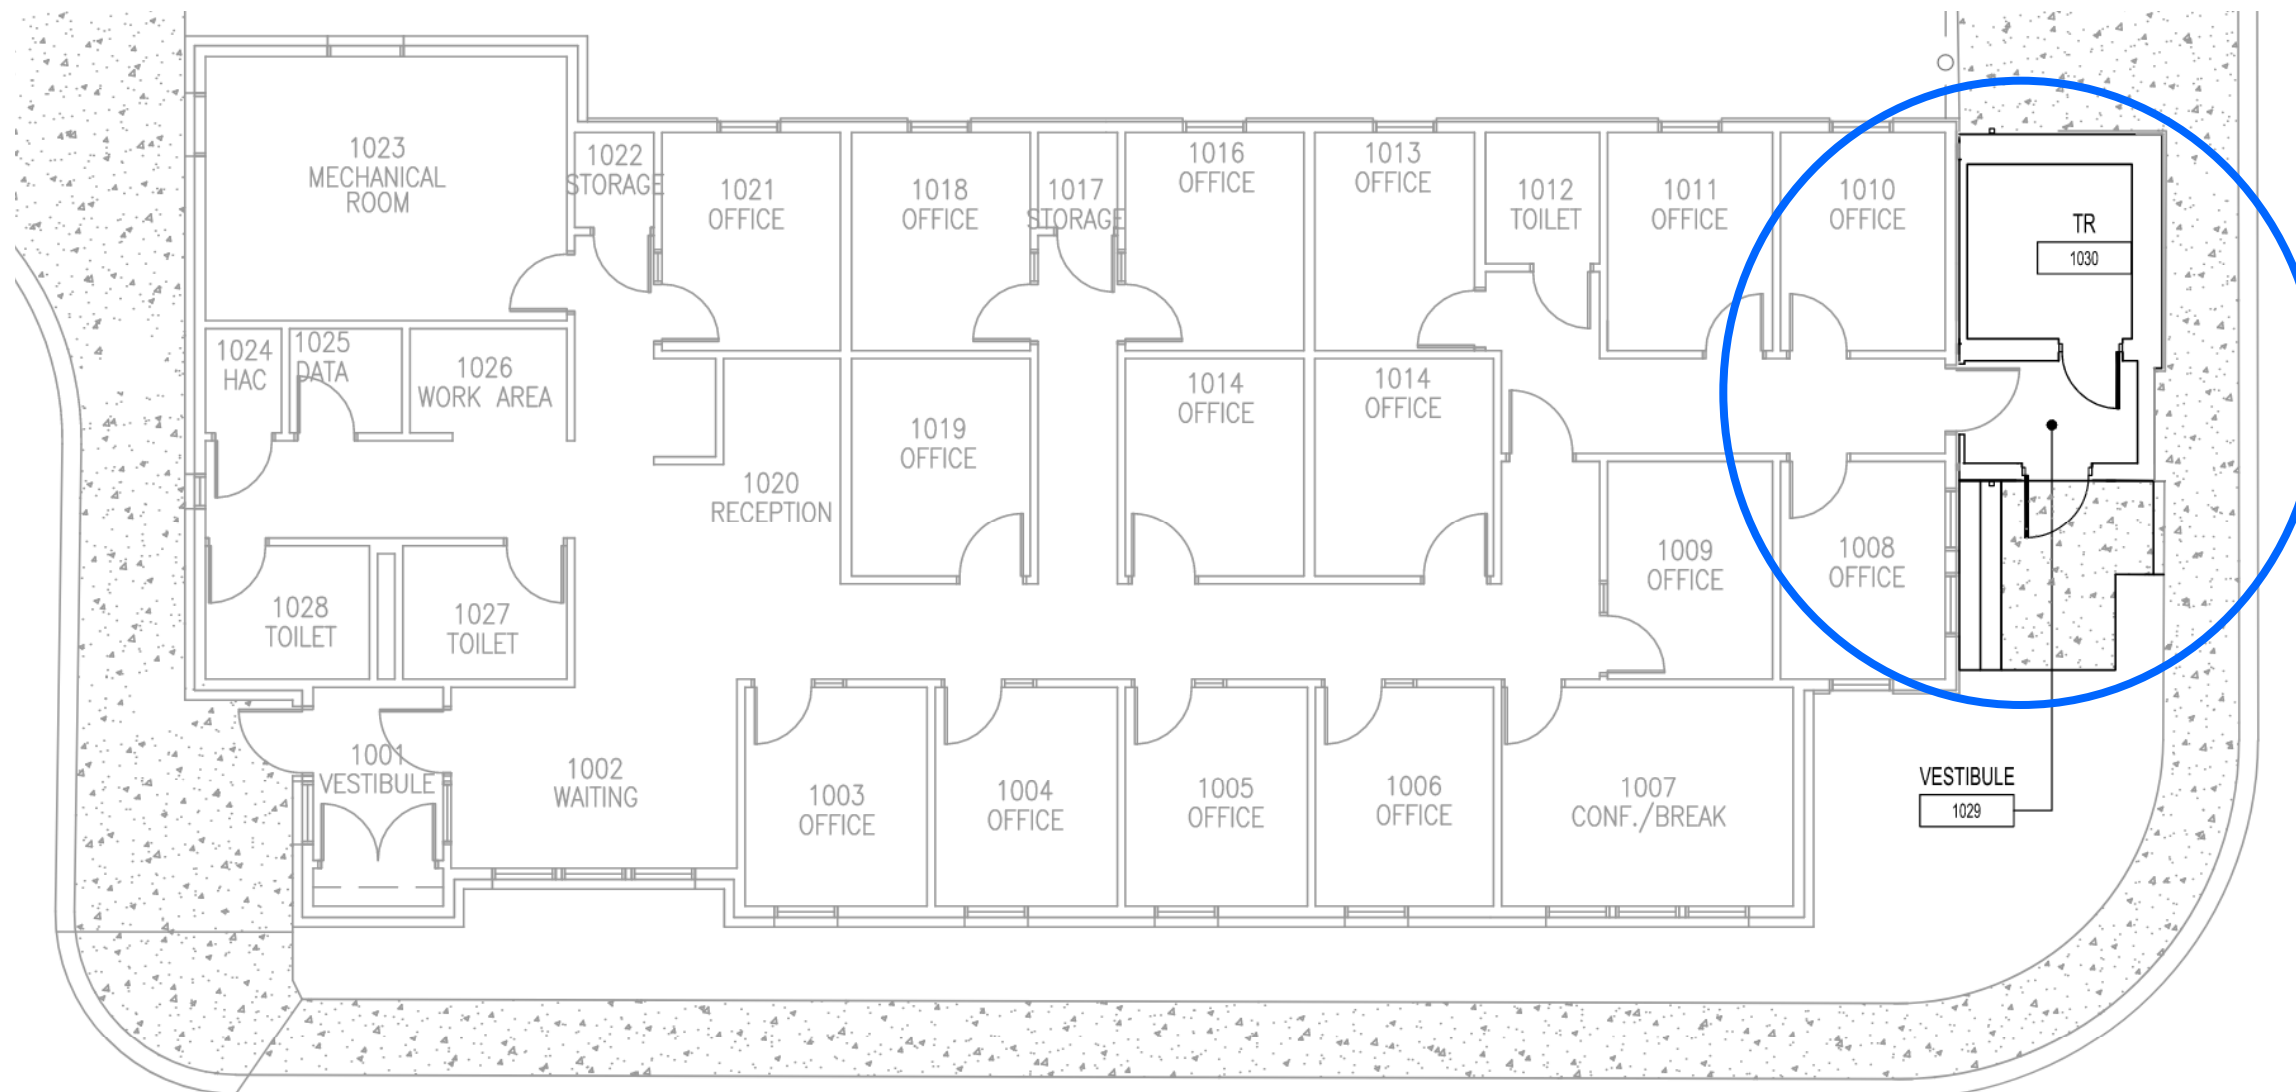 1023
MECHANICAL
ROOM
1022
STORAGE
1021
OFFICE
1018
OFFICE
1017
STORAGE
1016
OFFICE
1013
OFFICE
1012
TOILET
1011
OFFICE
1010
OFFICE
TR
1030
1024
HAC
1025
DATA
1026
WORK AREA
1019
OFFICE
1014
OFFICE
1014
OFFICE
1020
RECEPTION
1009
OFFICE
1008
OFFICE
1028
TOILET
1027
TOILET
1001
VESTIBULE
1002
WAITING
1003
OFFICE
1004
OFFICE
1005
OFFICE
1006
OFFICE
1007
CONF./BREAK
VESTIBULE
1029